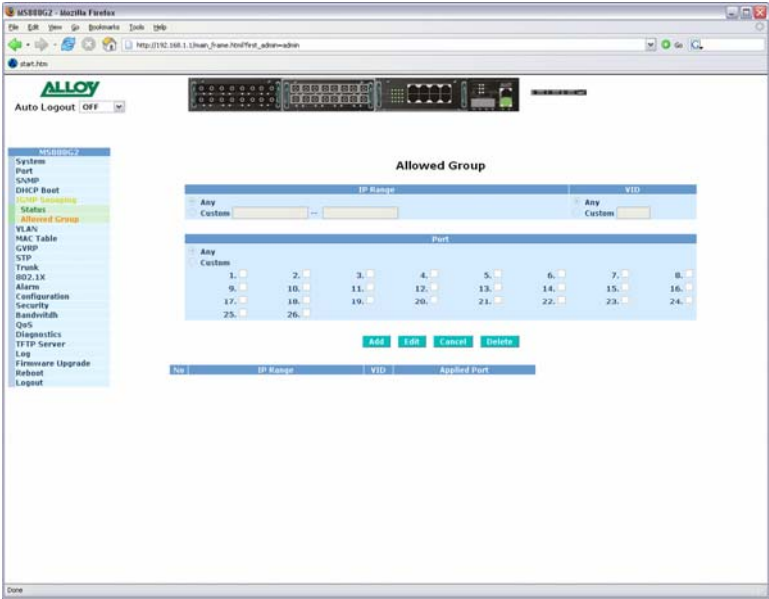 MS800G2 - Mozilla Firefox
File Edit View Go Bookmarks Tools Help
http://192.168.1.1/main_frame.html?first_admin=admin
Go
G
start.htm
ALLOY
Auto Logout OFF
MS800G2
System
Port
SNMP
DHCP Boot
IGMP Snooping
Status
Allowed Group
VLAN
MAC Table
GVRP
STP
Trunk
802.1X
Alarm
Configuration
Security
Bandwitdh
QoS
Diagnostics
TFTP Server
Log
Firmware Upgrade
Reboot
Logout
Allowed Group
IP Range VID
Any Any
Custom -- Custom
Port
Any
Custom
1. 2. 3. 4. 5. 6. 7. 8.
9. 10. 11. 12. 13. 14. 15. 16.
17. 18. 19. 20. 21. 22. 23. 24.
25. 26.
Add Edit Cancel Delete
No IP Range VID Applied Port
Done